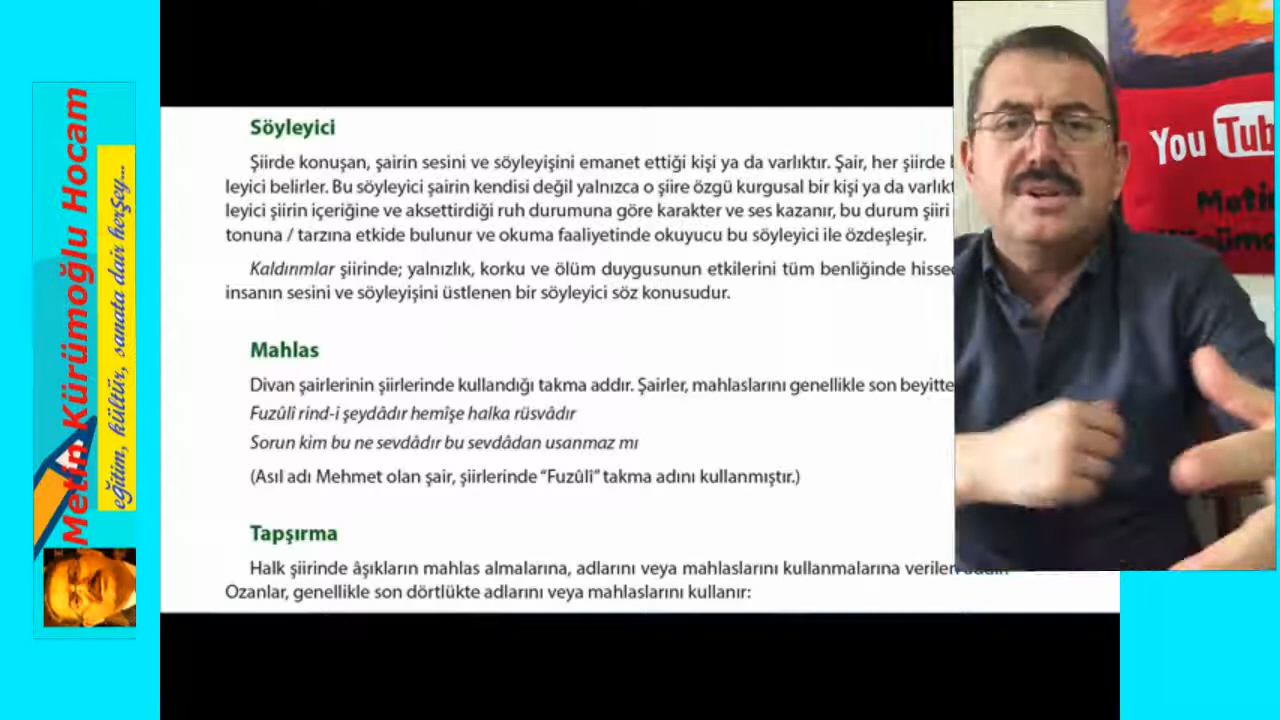 Metin Kürümoğlu Hocam
eğitim, kültür, sanata dair herşey...
Söyleyici
Şiirde konuşan, şairin sesini ve söyleyişini emanet ettiği kişi ya da varlıktır. Şair, her şiirde
leyici belirler. Bu söyleyici şairin kendisi değil yalnızca o şiire özgü kurgusal bir kişi ya da varlıkt
leyici şiirin içeriğine ve aksettirdiği ruh durumuna göre karakter ve ses kazanır, bu durum şiiri
tonuna / tarzına etkide bulunur ve okuma faaliyetinde okuyucu bu söyleyici ile özdeşleşir.
Kaldırımlar şiirinde; yalnızlık, korku ve ölüm duygusunun etkilerini tüm benliğinde hissed
insanın sesini ve söyleyişini üstlenen bir söyleyici söz konusudur.
Mahlas
Divan şairlerinin şiirlerinde kullandığı takma addır. Şairler, mahlaslarını genellikle son beyitte
Fuzûlî rind-i şeydâdır hemîşe halka rüsvâdır
Sorun kim bu ne sevdâdır bu sevdâdan usanmaz mı
(Asıl adı Mehmet olan şair, şiirlerinde “Fuzûlî” takma adını kullanmıştır.)
Tapşırma
Halk şiirinde âşıkların mahlas almalarına, adlarını veya mahlaslarını kullanmalarına verilen addır.
Ozanlar, genellikle son dörtlükte adlarını veya mahlaslarını kullanır:
You Tub
Metin